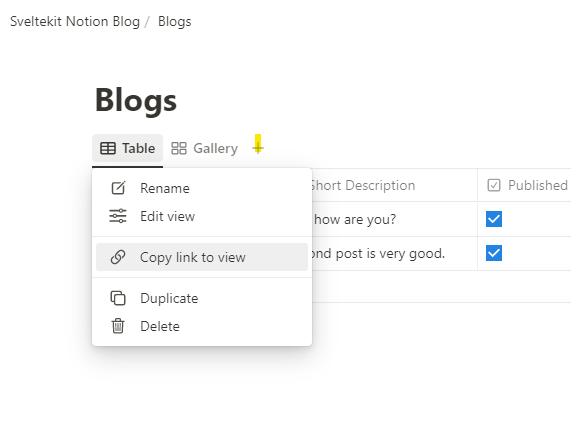 Sveltekit Notion Blog / Blogs
Blogs
Table Gallery +
Rename
Edit view
Copy link to view
Duplicate
Delete
Short Description Published
how are you?
ond post is very good.